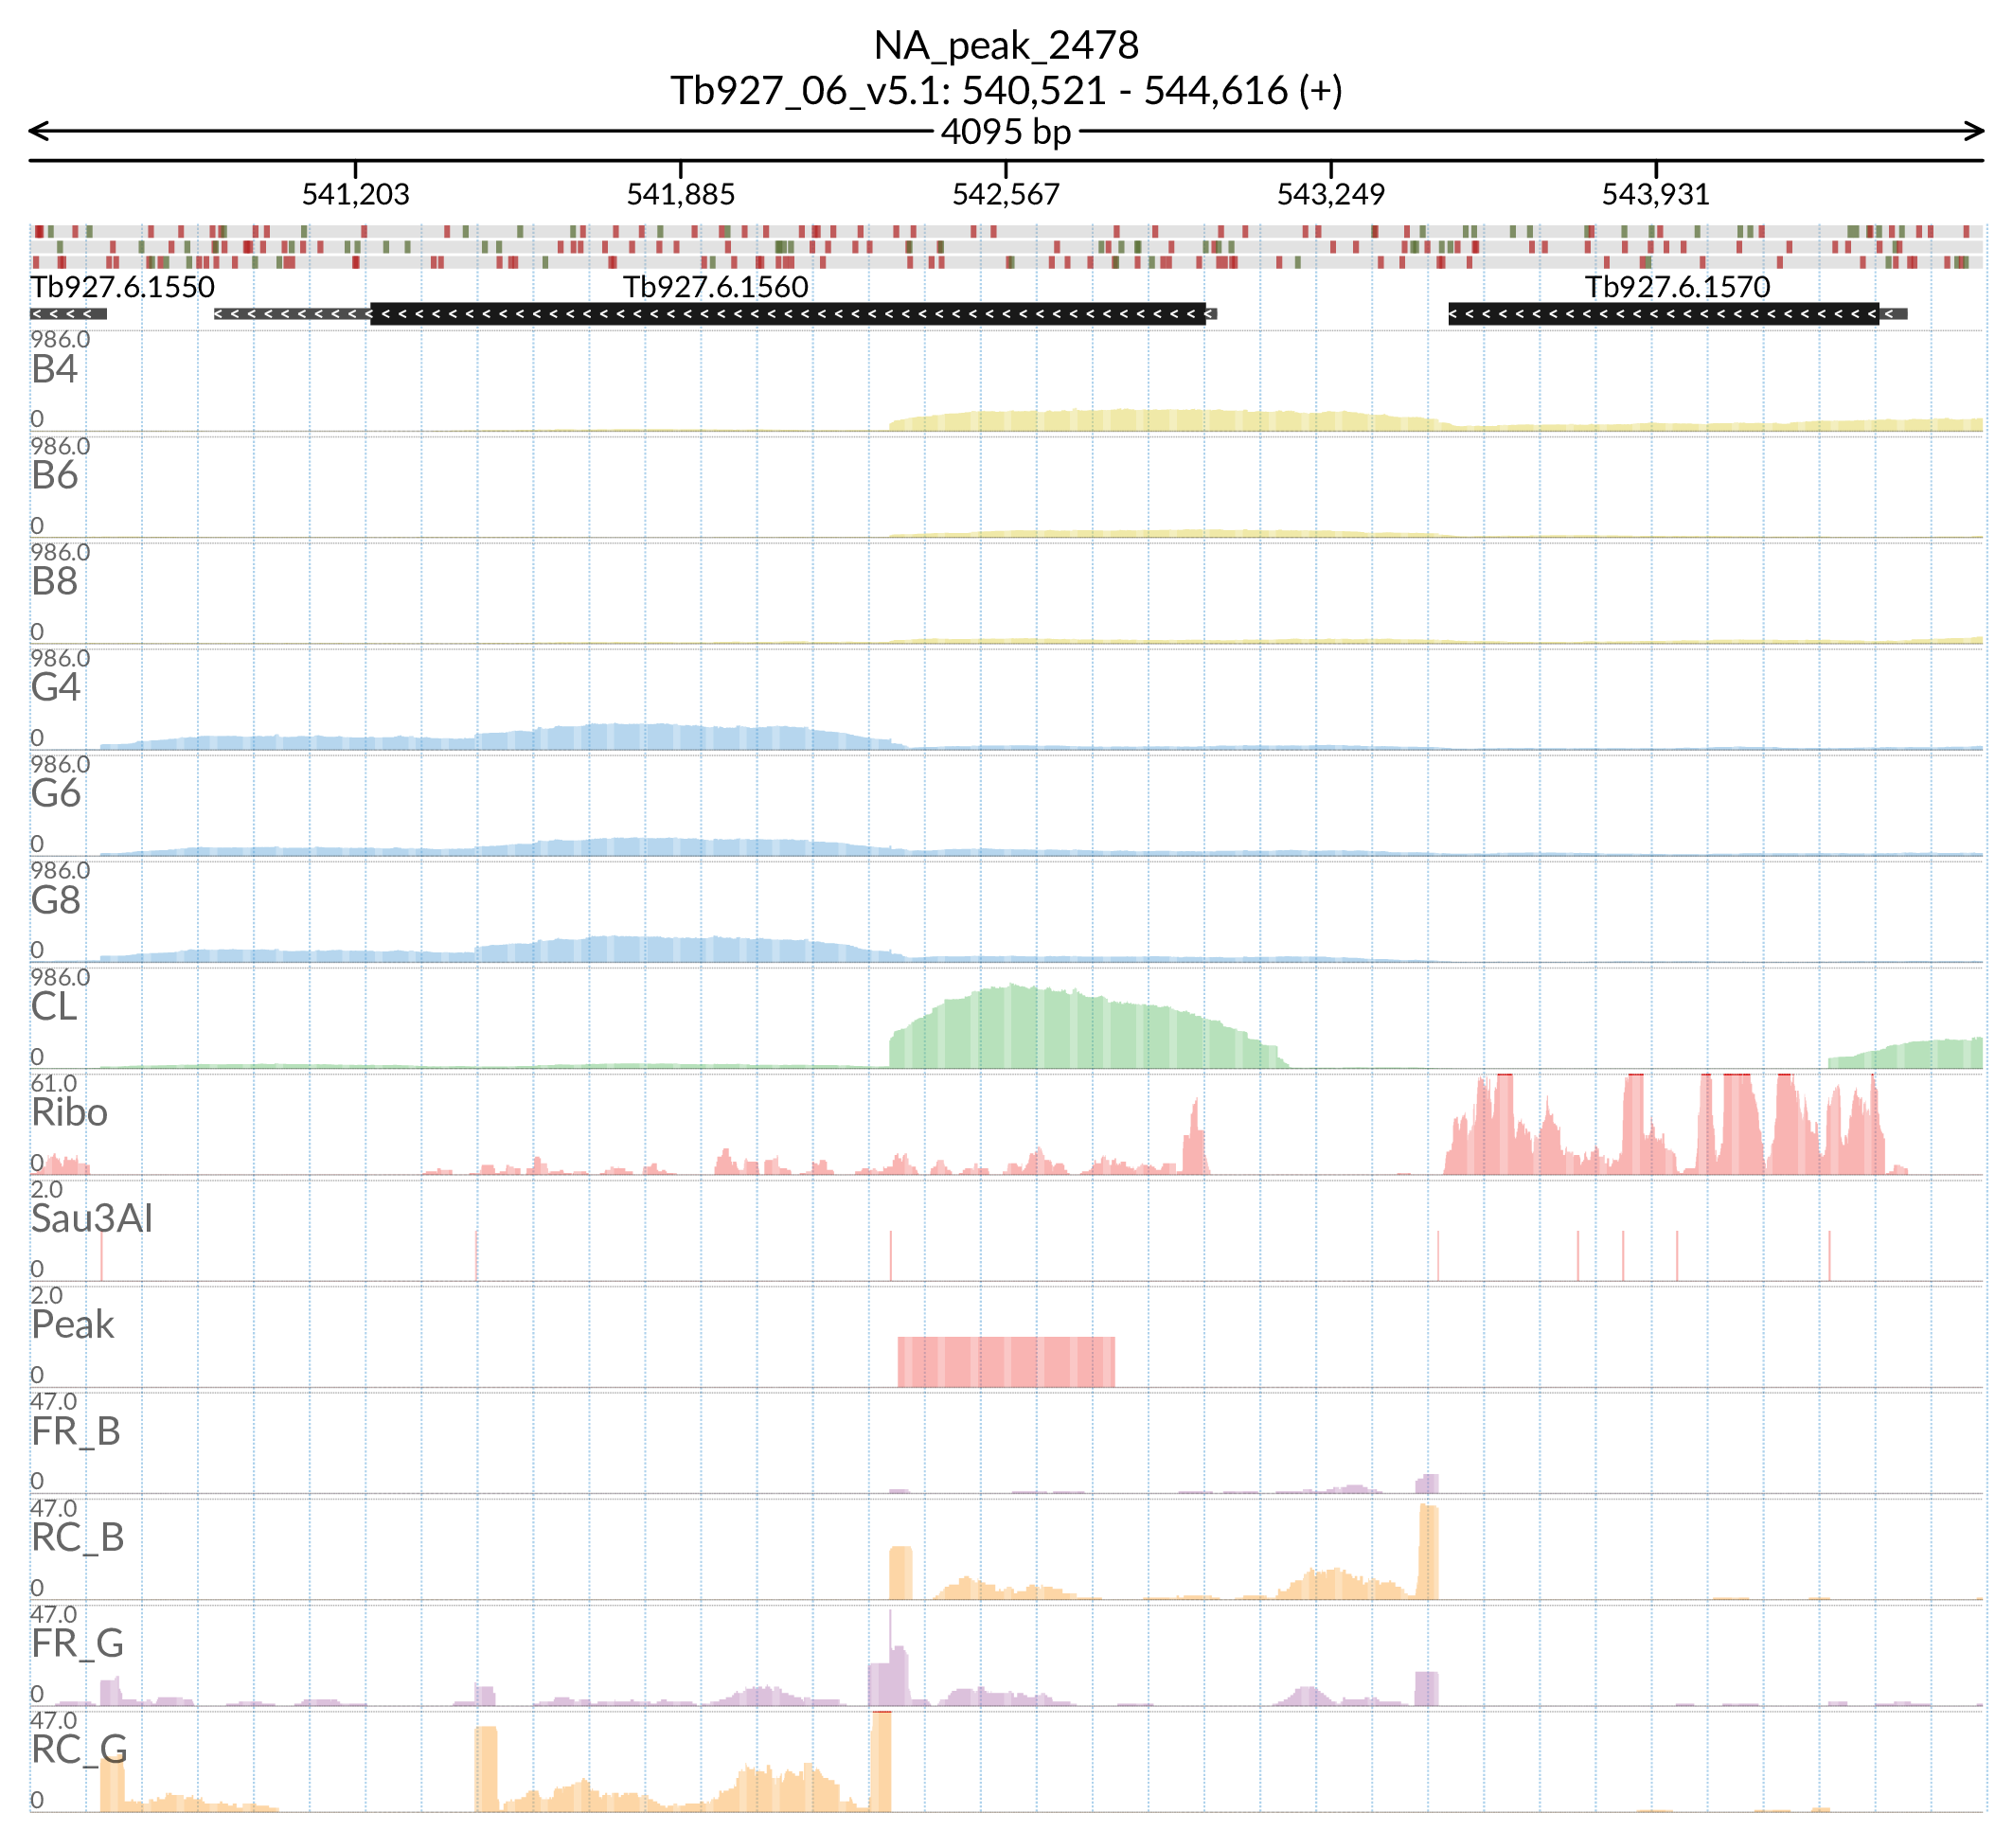 NA_peak_2478
Tb927_06_v5.1: 540,521 - 544,616 (+)
4095 bp
541,203 541,885 542,567 543,249 543,931
Tb927.6.1550 Tb927.6.1560 Tb927.6.1570
986.0
B4
0
986.0
B6
0
986.0
B8
0
986.0
G4
0
986.0
G6
0
986.0
G8
0
986.0
CL
0
61.0
Ribo
0
2.0
Sau3AI
0
2.0
Peak
0
47.0
FR_B
0
47.0
RC_B
0
47.0
FR_G
0
47.0
RC_G
0